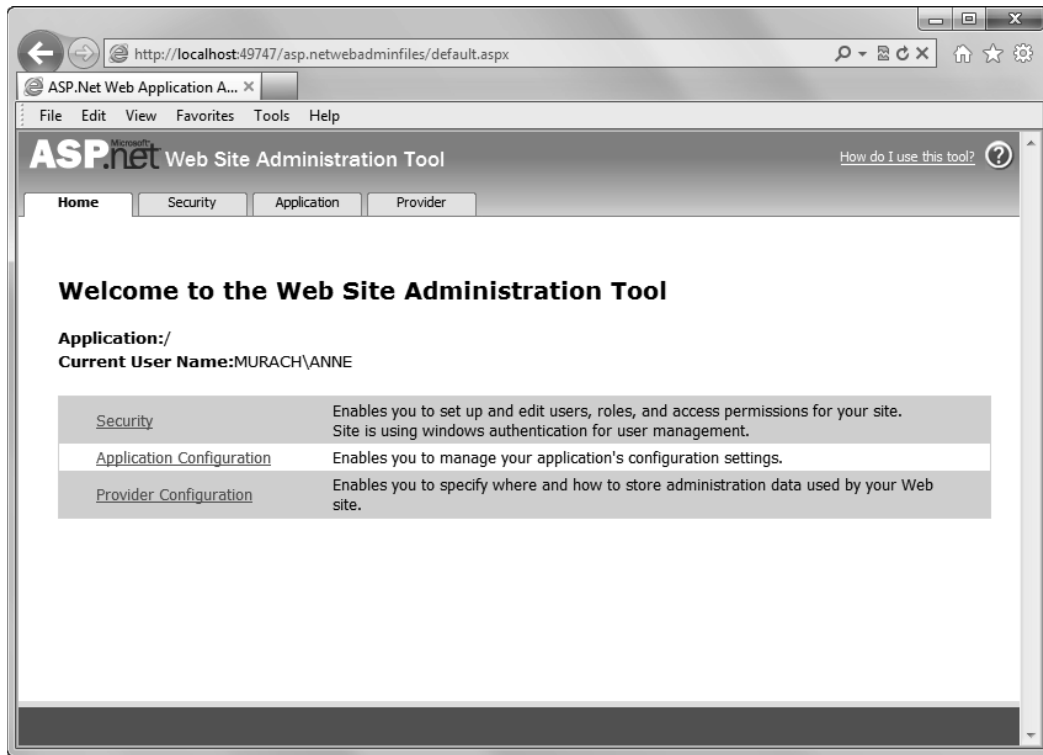 http://localhost:49747/asp.netwebadminfiles/default.aspx
ASP.Net Web Application A...
File Edit View Favorites Tools Help
Microsoft
ASP.net Web Site Administration Tool
How do I use this tool? ?
Home Security Application Provider
Welcome to the Web Site Administration Tool
Application:/
Current User Name:MURACH\ANNE
Security
Enables you to set up and edit users, roles, and access permissions for your site.
Site is using windows authentication for user management.
Application Configuration Enables you to manage your application's configuration settings.
Provider Configuration
Enables you to specify where and how to store administration data used by your Web
site.